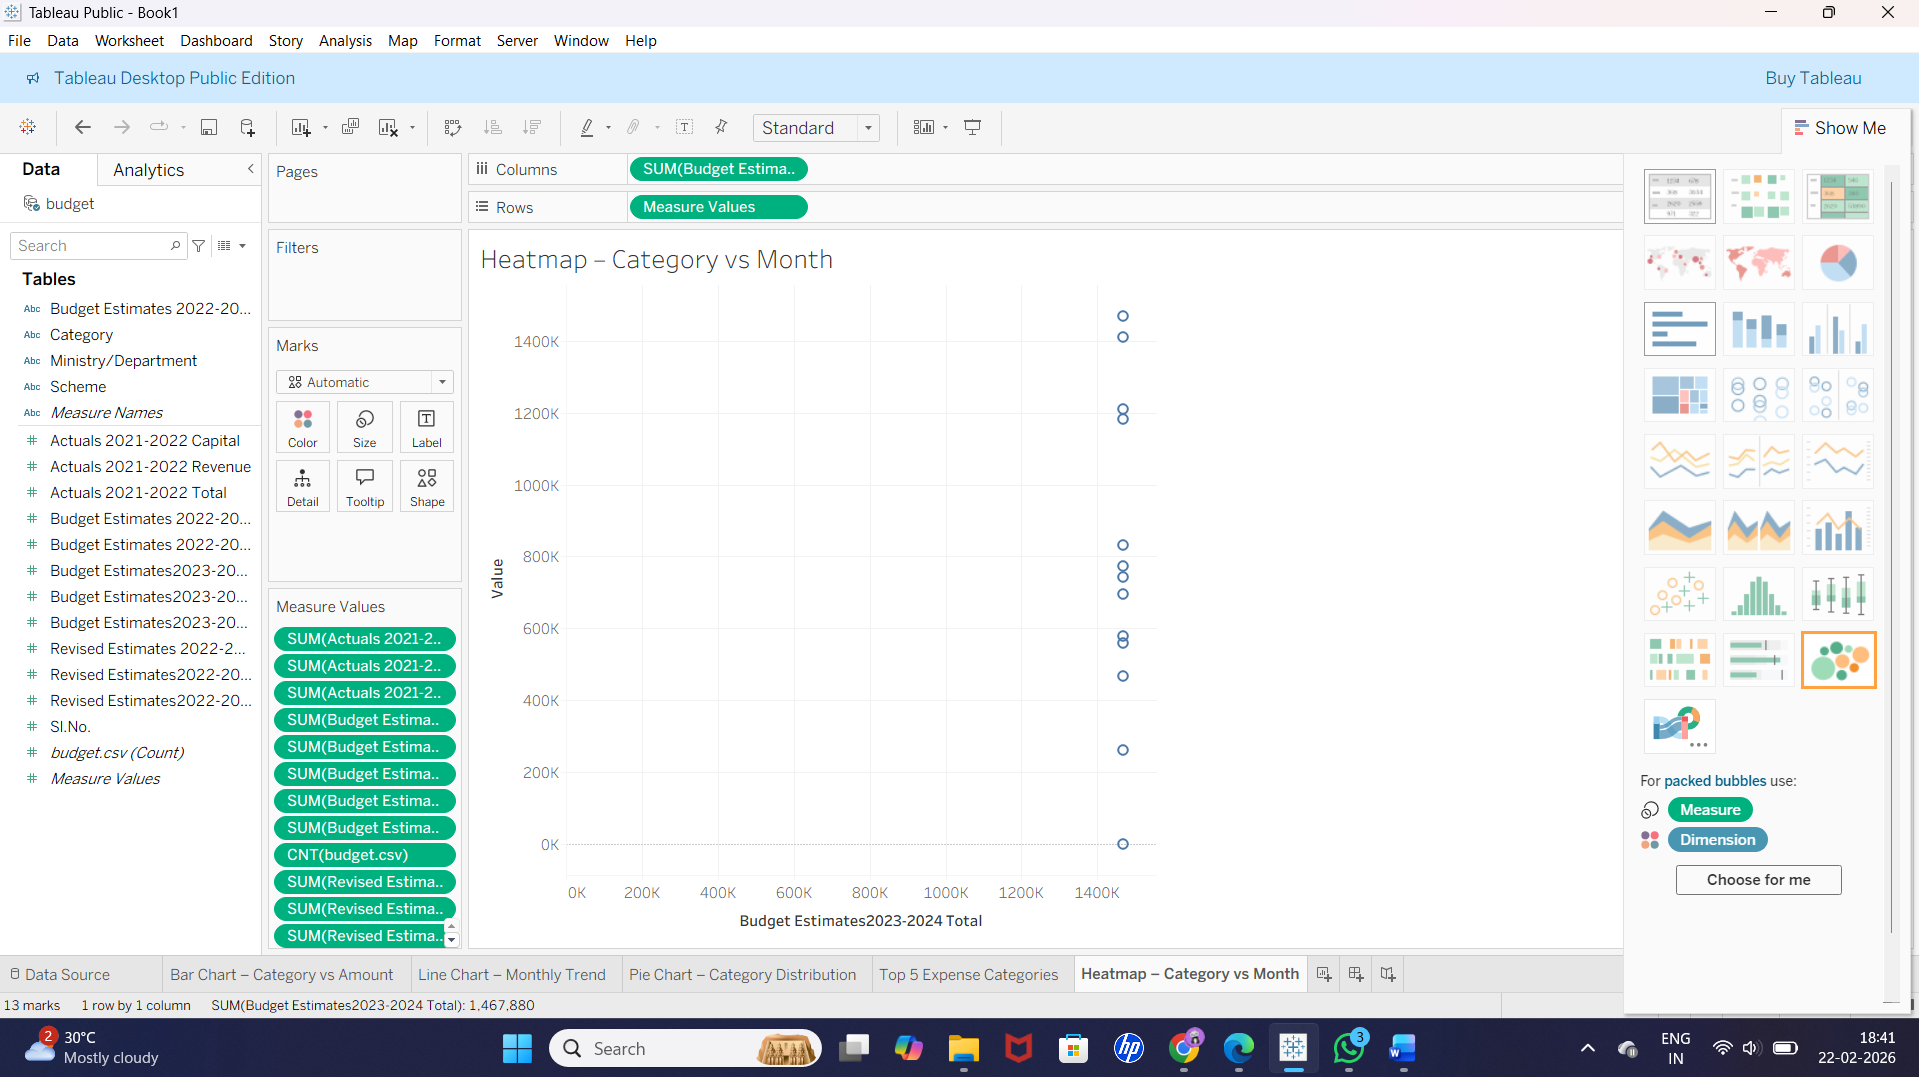 Tableau Public - Book1
File Data Worksheet Dashboard Story Analysis Map Format Server Window Help
Tableau Desktop Public Edition
Buy Tableau
Standard
Show Me
Data
Analytics
budget
Search
Tables
Abc Budget Estimates 2022-20...
Abc Category
Abc Ministry/Department
Abc Scheme
Abc Measure Names
# Actuals 2021-2022 Capital
# Actuals 2021-2022 Revenue
# Actuals 2021-2022 Total
# Budget Estimates 2022-20...
# Budget Estimates 2022-20...
# Budget Estimates2023-20...
# Budget Estimates2023-20...
# Budget Estimates2023-20...
# Revised Estimates 2022-2...
# Revised Estimates2022-20...
# Revised Estimates2022-20...
# Sl.No.
# budget.csv (Count)
# Measure Values
Pages
Filters
Marks
Automatic
Color
Size
Label
Detail
Tooltip
Shape
Measure Values
SUM(Actuals 2021-2..
SUM(Actuals 2021-2..
SUM(Actuals 2021-2..
SUM(Budget Estima..
SUM(Budget Estima..
SUM(Budget Estima..
SUM(Budget Estima..
SUM(Budget Estima..
CNT(budget.csv)
SUM(Revised Estima..
SUM(Revised Estima..
SUM(Revised Estima..
Columns
SUM(Budget Estima..
Rows
Measure Values
Heatmap – Category vs Month
1400K
1200K
1000K
800K
600K
400K
200K
0K
Value
0K 200K 400K 600K 800K 1000K 1200K 1400K
Budget Estimates2023-2024 Total
For packed bubbles use:
Measure
Dimension
Choose for me
Data Source
Bar Chart – Category vs Amount
Line Chart – Monthly Trend
Pie Chart – Category Distribution
Top 5 Expense Categories
Heatmap – Category vs Month
13 marks 1 row by 1 column SUM(Budget Estimates2023-2024 Total): 1,467,880
2
30°C
Mostly cloudy
Search
hp
3
W
ENG
IN
18:41
22-02-2026